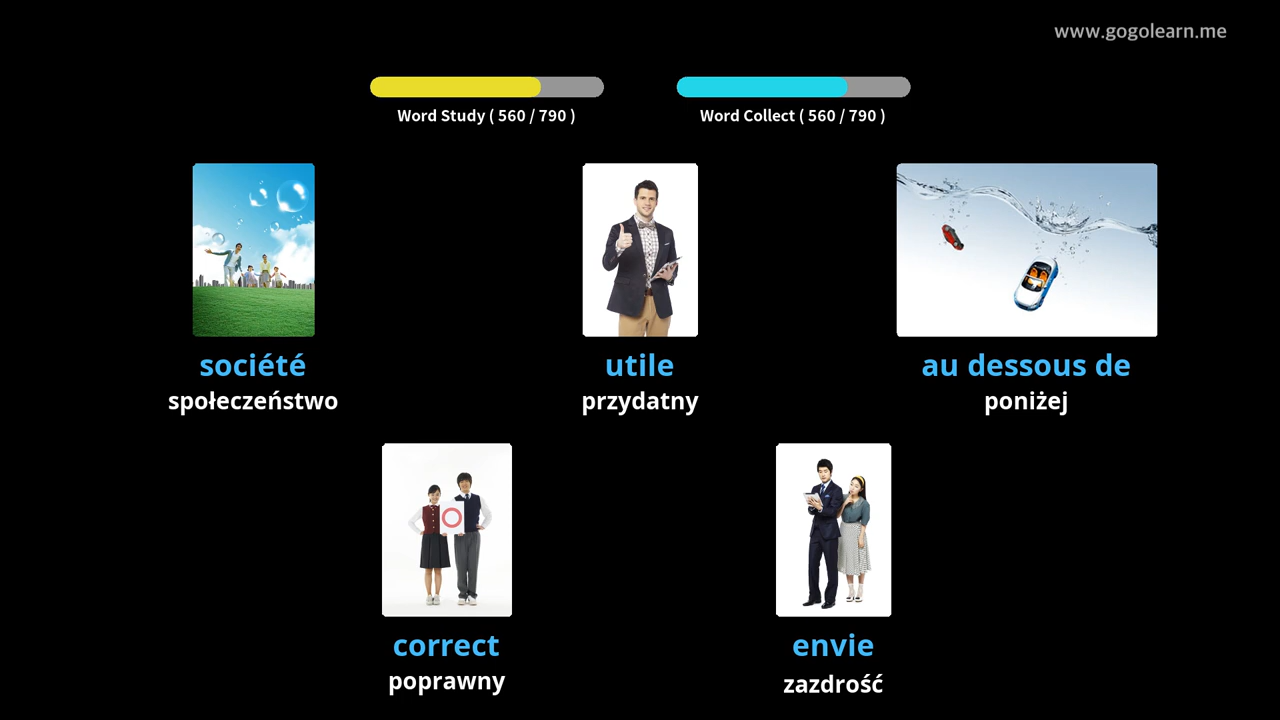 www.gogolearn.me
Word Study ( 560 / 790 )
Word Collect ( 560 / 790 )
société
społeczeństwo
utile
przydatny
au dessous de
poniżej
correct
poprawny
envie
zazdrość